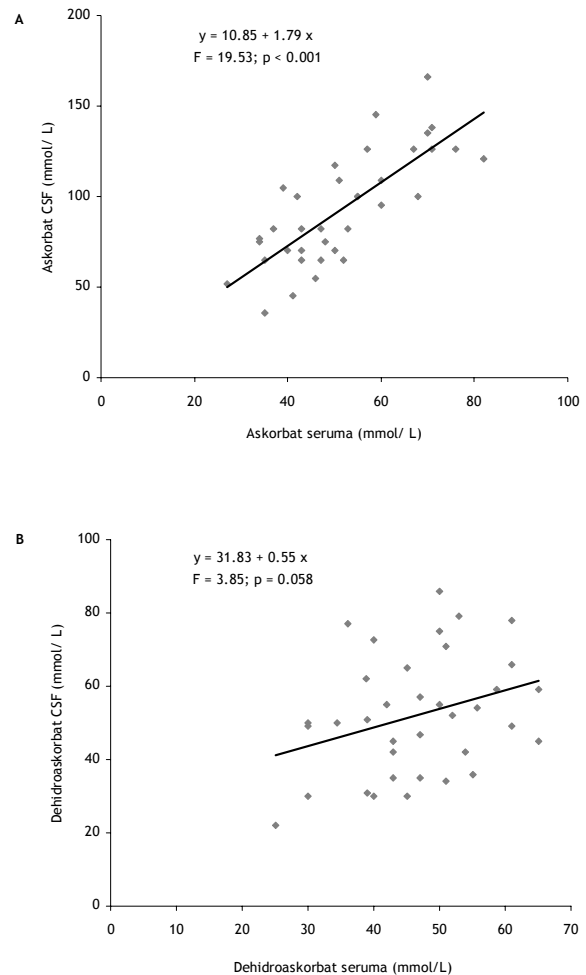 A
y = 10.85 + 1.79 x
F = 19.53; p < 0.001
200
150
100
50
0
Askorbat CSF (mmol/ L)
0 20 40 60 80 100
Askorbat seruma (mmol/ L)
B
y = 31.83 + 0.55 x
F = 3.85; p = 0.058
100
80
60
40
20
0
Dehidroaskorbat CSF (mmol/ L)
0 10 20 30 40 50 60 70
Dehidroaskorbat seruma (mmol/L)